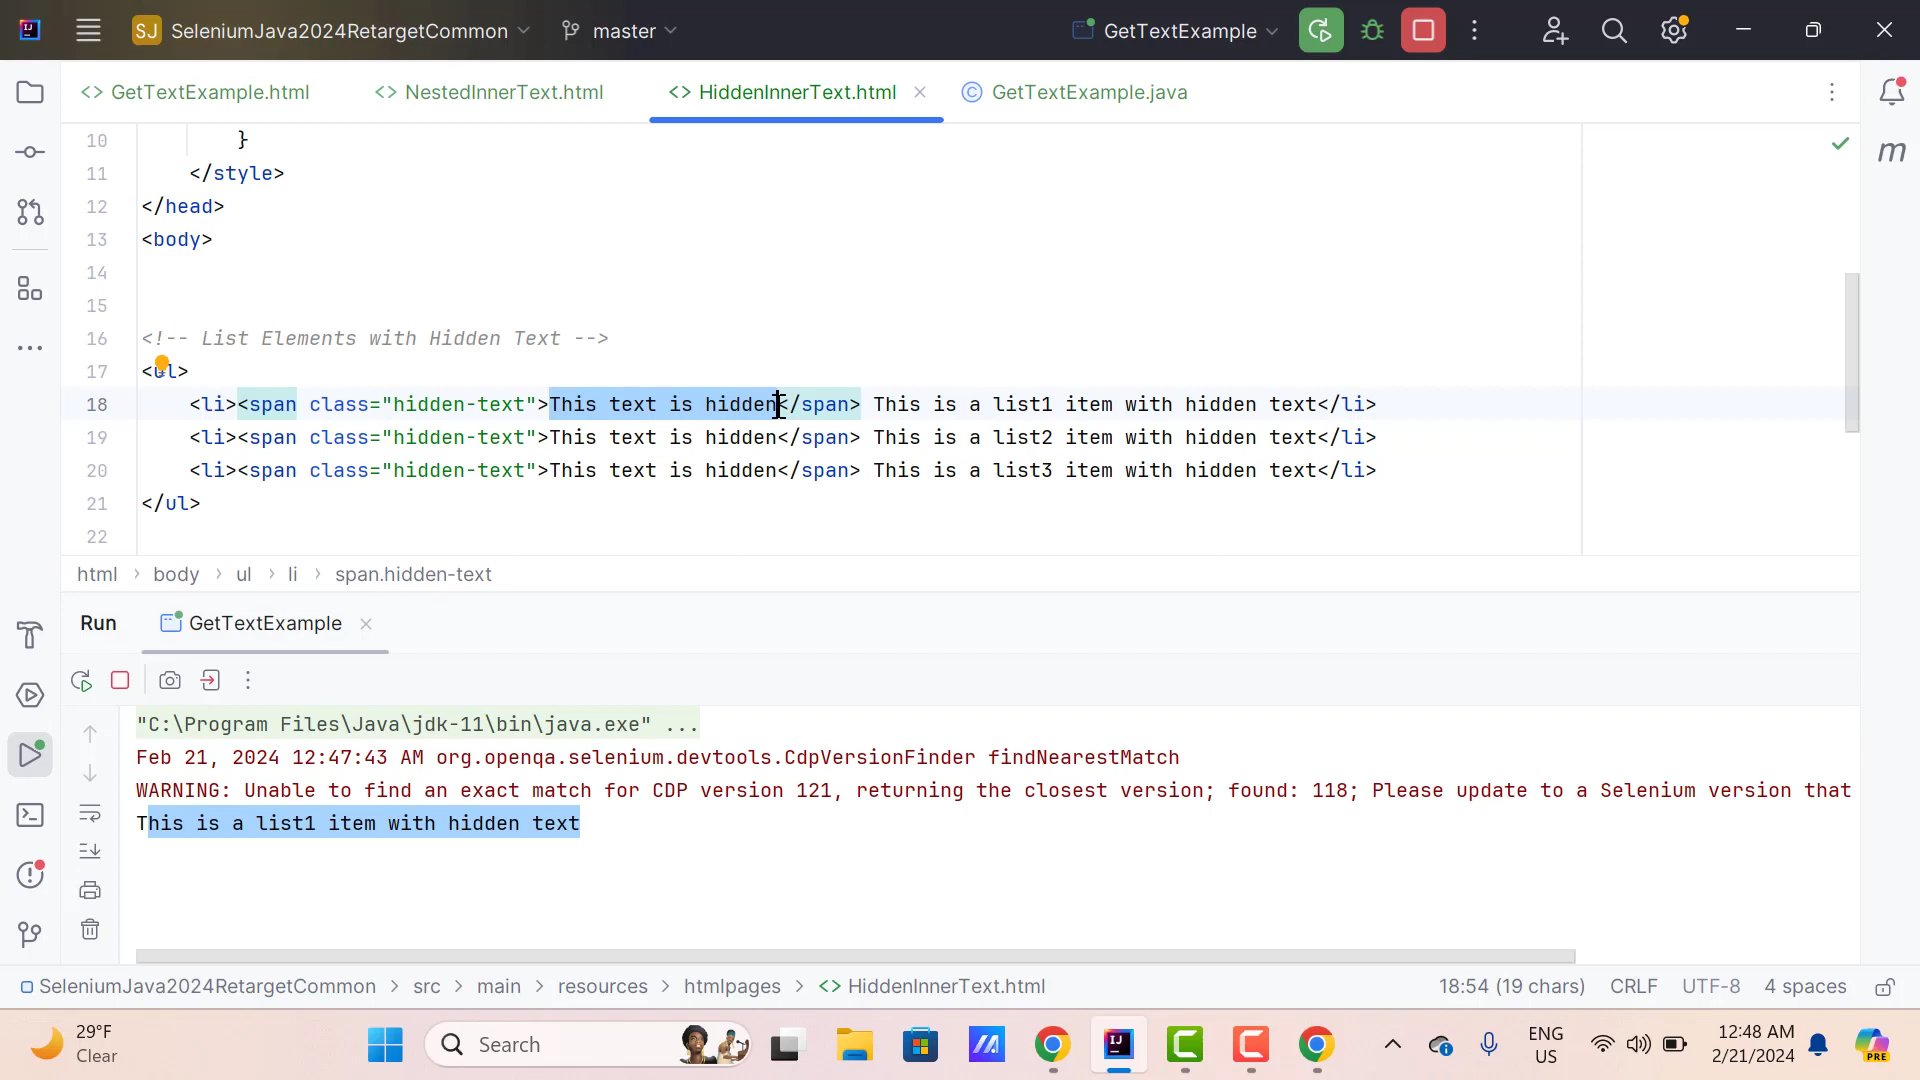 SJ SeleniumJava2024RetargetCommon master GetTextExample
<> GetTextExample.html <> NestedInnerText.html <> HiddenInnerText.html © GetTextExample.java
10 }
11 </style>
12 </head>
13 <body>
14
15
16 <!-- List Elements with Hidden Text -->
17 <ul>
18 <li><span class="hidden-text">This text is hidden</span> This is a list1 item with hidden text</li>
19 <li><span class="hidden-text">This text is hidden</span> This is a list2 item with hidden text</li>
20 <li><span class="hidden-text">This text is hidden</span> This is a list3 item with hidden text</li>
21 </ul>
22
html › body › ul › li › span.hidden-text
Run GetTextExample
"C:\Program Files\Java\jdk-11\bin\java.exe" ...
Feb 21, 2024 12:47:43 AM org.openqa.selenium.devtools.CdpVersionFinder findNearestMatch
WARNING: Unable to find an exact match for CDP version 121, returning the closest version; found: 118; Please update to a Selenium version that
This is a list1 item with hidden text
SeleniumJava2024RetargetCommon > src > main > resources > htmlpages > <> HiddenInnerText.html 18:54 (19 chars) CRLF UTF-8 4 spaces
29°F
Clear
Search
ENG
US
12:48 AM
2/21/2024
PRE